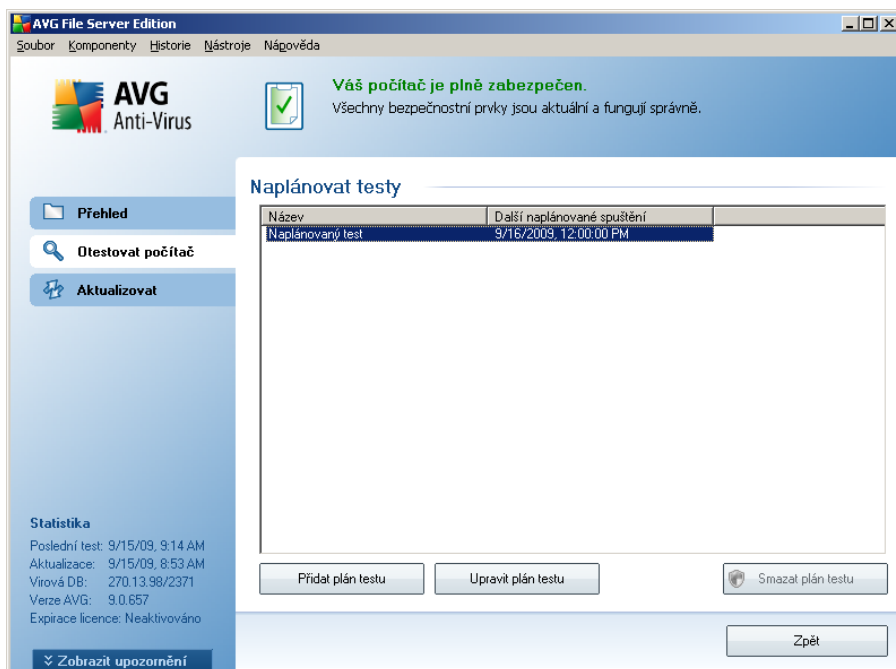 AVG File Server Edition
Soubor Komponenty Historie Nástroje Nápověda
AVG
Anti-Virus
Váš počítač je plně zabezpečen.
Všechny bezpečnostní prvky jsou aktuální a fungují správně.
Přehled
Otestovat počítač
Aktualizovat
Naplánovat testy
Název Další naplánované spuštění
Naplánovaný test 9/16/2009, 12:00:00 PM
Přidat plán testu Upravit plán testu Smazat plán testu
Statistika
Poslední test: 9/15/09, 9:14 AM
Aktualizace: 9/15/09, 8:53 AM
Virová DB: 270.13.98/2371
Verze AVG: 9.0.657
Expirace licence: Neaktivováno
Zobrazit upozornění
Zpět